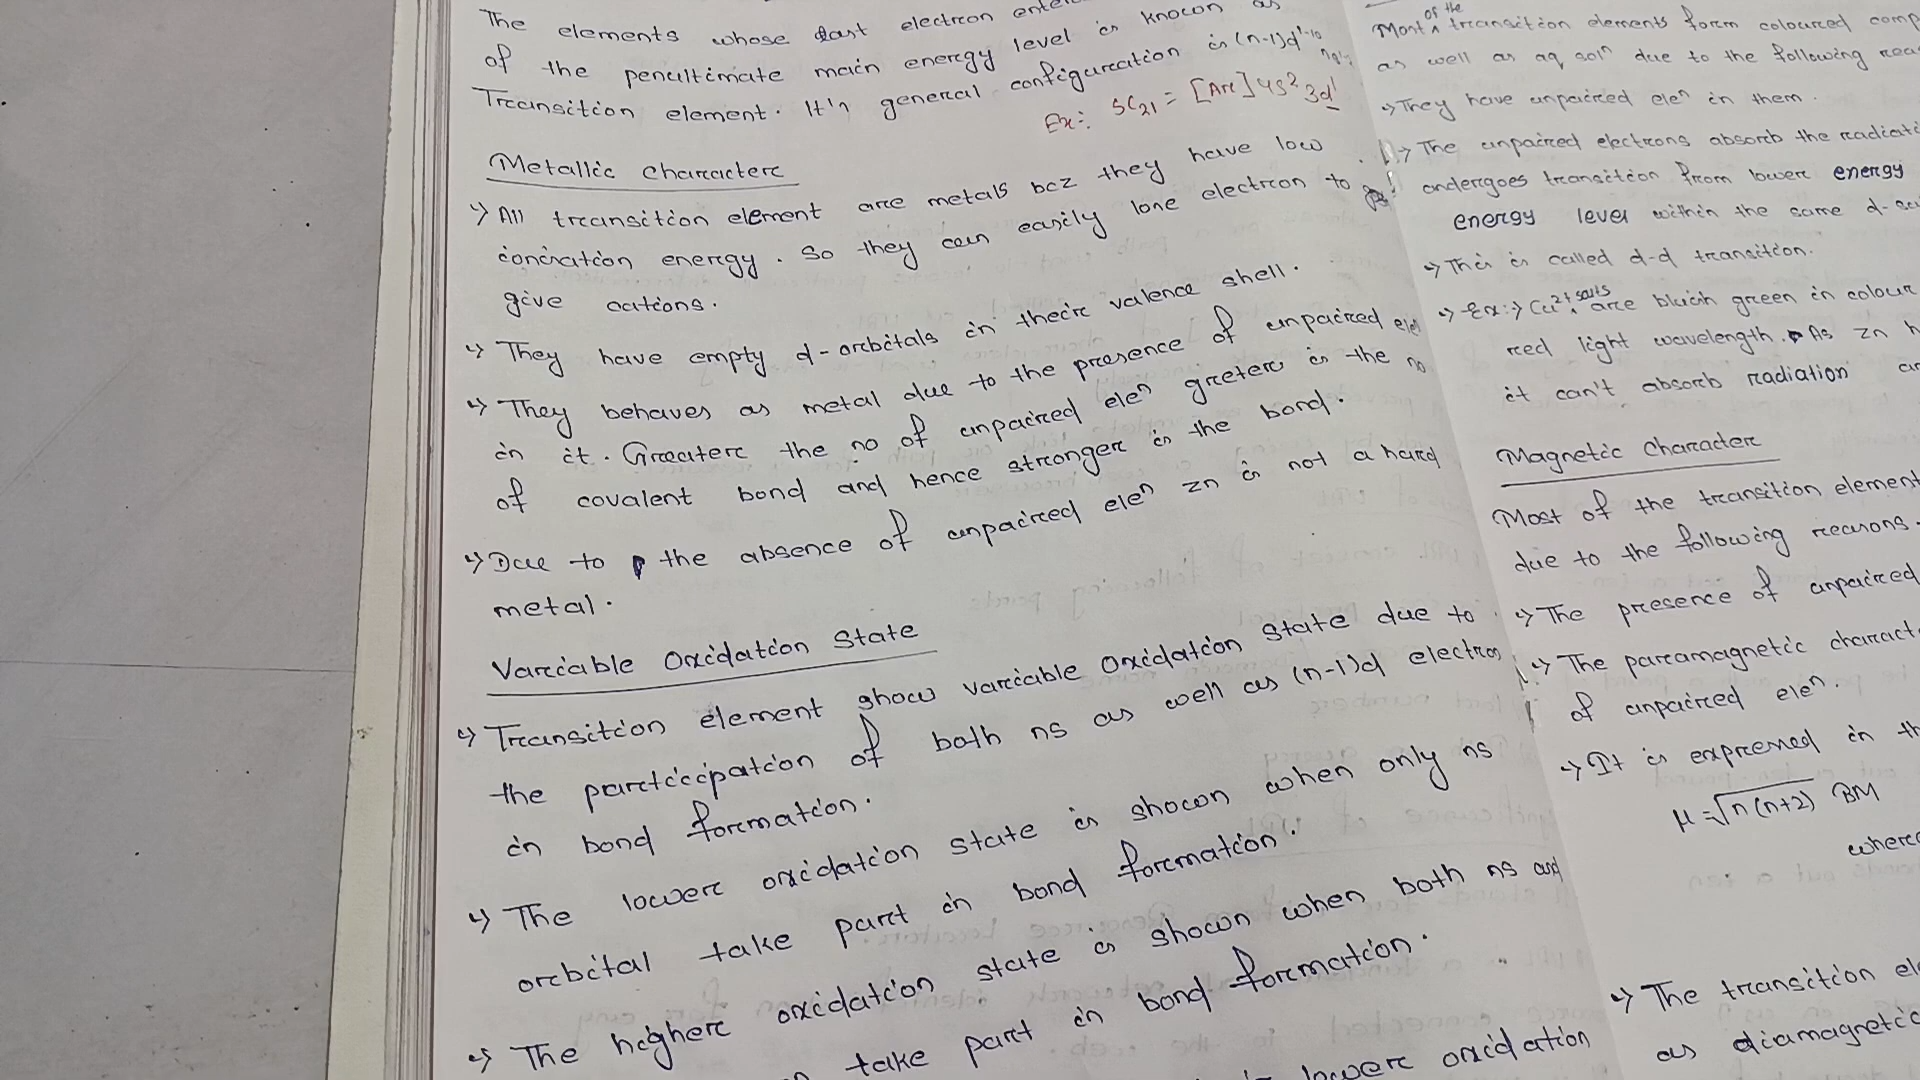 The elements whose last electron
of the penultimate main energy level is known as
Transition element. It's general configuration is (n-1)d¹⁻¹⁰
Ex:- Sc₂₁ = [Ar] 4s² 3d¹
Metallic character
→ All transition element are metals bcz they have low
ionisation energy. So they can easily lone electron to
give cations.
→ They have empty d-orbitals in their valence shell.
→ They behaves as metal due to the presence of unpaired
in it. Greater the no of unpaired eleⁿ greter is the no
of covalent bond and hence stronger is the bond.
→ Due to the absence of unpaired eleⁿ zn is not a hard
metal.
Variable Oxidation State
→ Transition element show variable Oxidation state due to
the participation of both ns as well as (n-1)d electron
in bond formation.
→ The lower oxidation state is shown when only ns
orbital take part in bond formation.
→ The higher oxidation state is shown when both ns and
take part in bond formation.
lower oxidation
Most of the transition elements form coloured
as well as aq solⁿ due to the following
→ They have unpaired eleⁿ in them.
→ The unpaired electrons absorb the
undergoes transition from lower energy
energy level within the same
→ This is called d-d transition.
→ Ex:→ Cu²⁺ salts are bluish green in colour
red light wavelength. As zn
it can't absorb radiation
Magnetic Character
Most of the transition element
due to the following reasons.
→ The presence of unpaired
→ The paramagnetic
of unpaired eleⁿ.
→ It is expressed in
μ = √n(n+2) BM
where
→ The transition
as diamagnetic